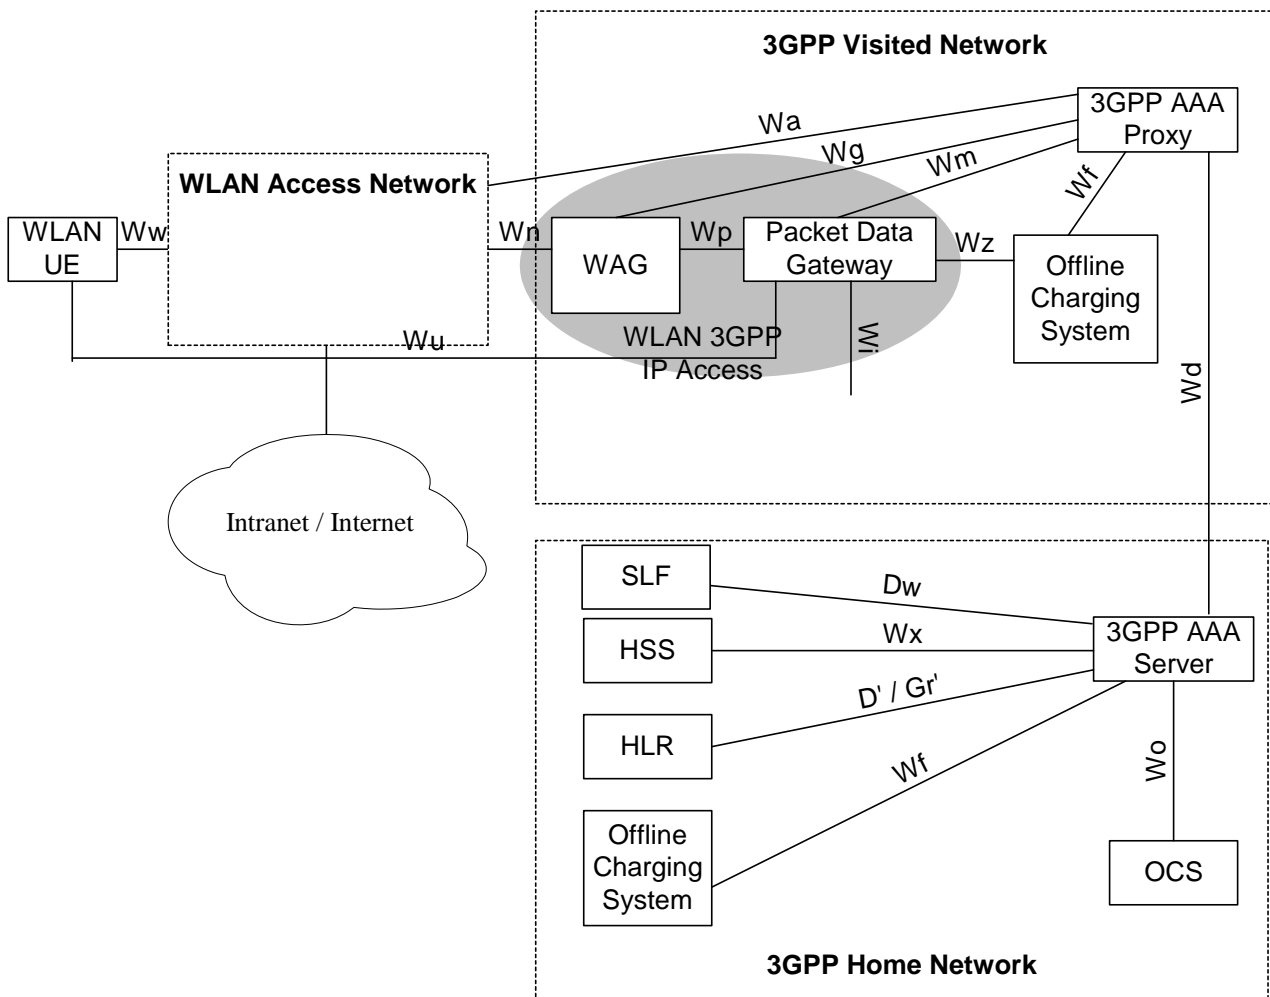 3GPP Visited Network
3GPP AAA
Proxy
Wa
Wg
Wm
Wf
WLAN Access Network
WLAN
UE
Ww
Wn
WAG
Wp
Packet Data
Gateway
Wz
Offline
Charging
System
Wu
WLAN 3GPP
IP Access
Wi
Wd
Intranet / Internet
SLF
Dw
HSS
Wx
3GPP AAA
Server
HLR
D' / Gr'
Wf
Wo
Offline
Charging
System
OCS
3GPP Home Network